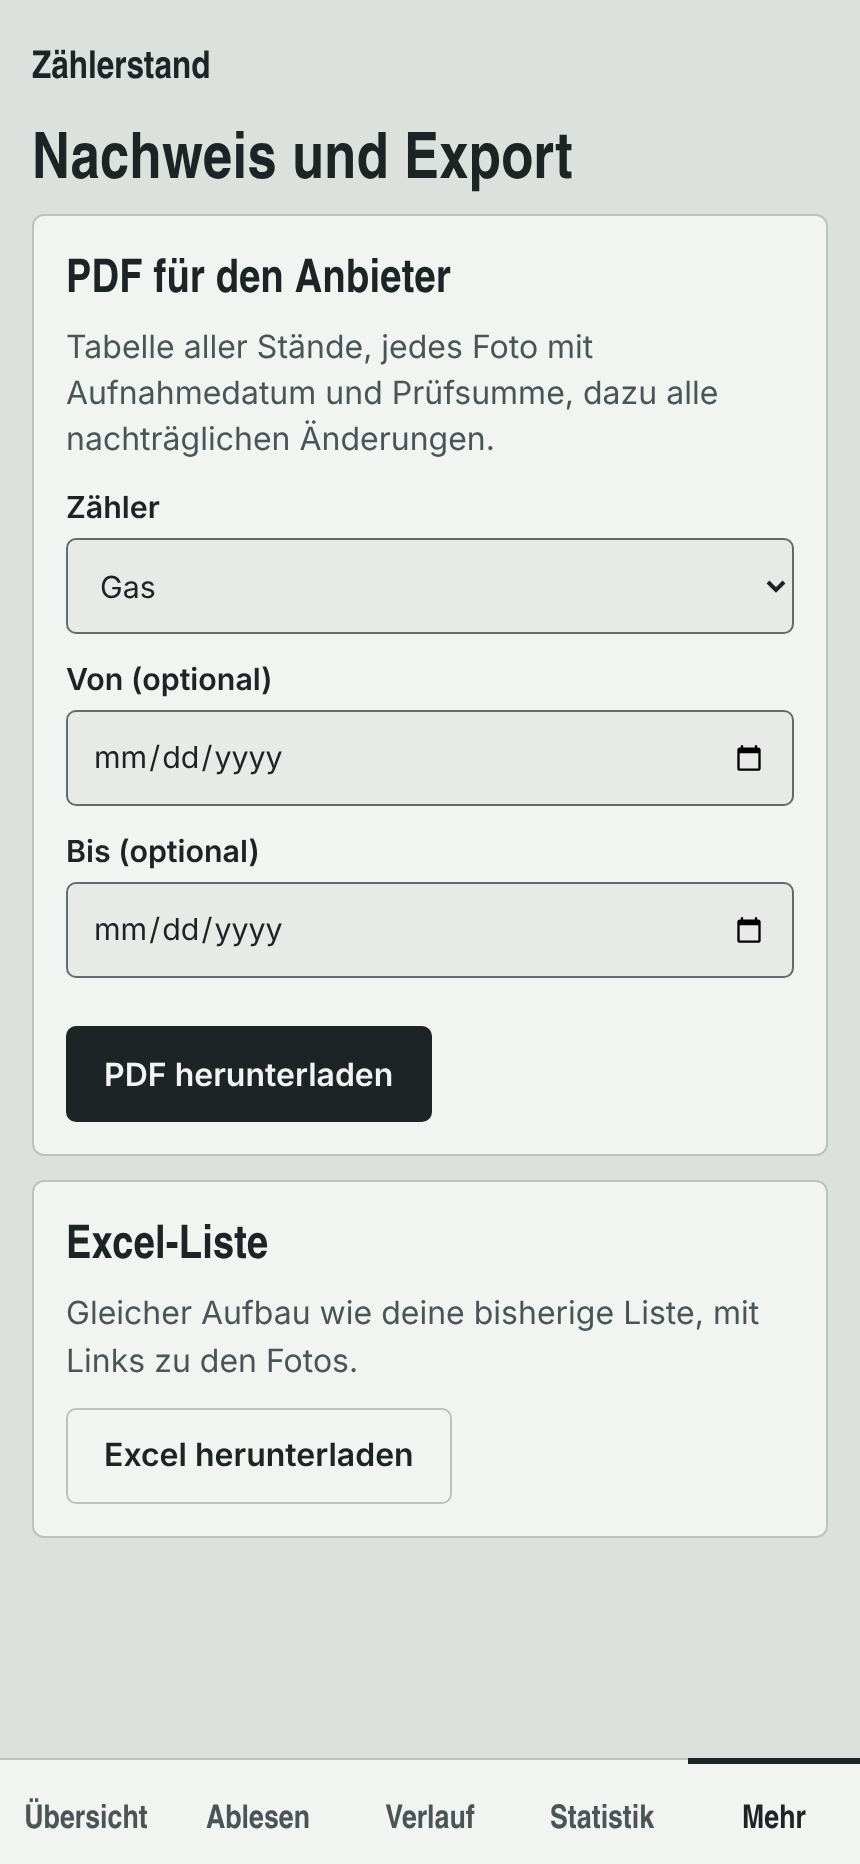 Zählerstand
Nachweis und Export
PDF für den Anbieter
Tabelle aller Stände, jedes Foto mit
Aufnahmedatum und Prüfsumme, dazu alle
nachträglichen Änderungen.
Zähler
Gas
Von (optional)
mm/dd/yyyy
Bis (optional)
mm/dd/yyyy
PDF herunterladen
Excel-Liste
Gleicher Aufbau wie deine bisherige Liste, mit
Links zu den Fotos.
Excel herunterladen
Übersicht Ablesen Verlauf Statistik Mehr